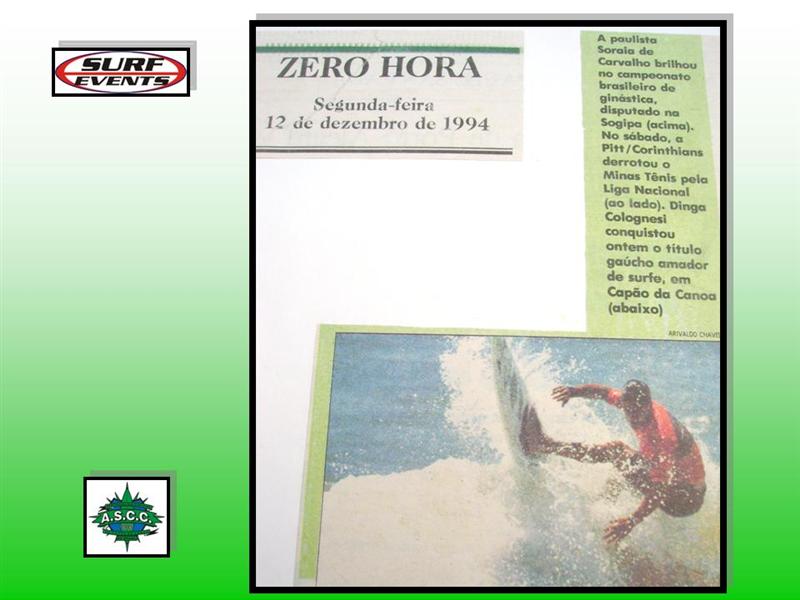 SURF
EVENTS
ZERO HORA
Segunda-feira
12 de dezembro de 1994
A paulista
Soraia de
Carvalho brilhou
no campeonato
brasileiro de
ginástica,
disputado na
Sogipa (acima).
No sábado, a
Pitt/Corinthians
derrotou o
Minas Tênis pela
Liga Nacional
(ao lado). Dinga
Colognesi
conquistou
ontem o título
gaúcho amador
de surfe, em
Capão da Canoa
(abaixo)
ARIVALDO CHAVES
A.S.C.C.